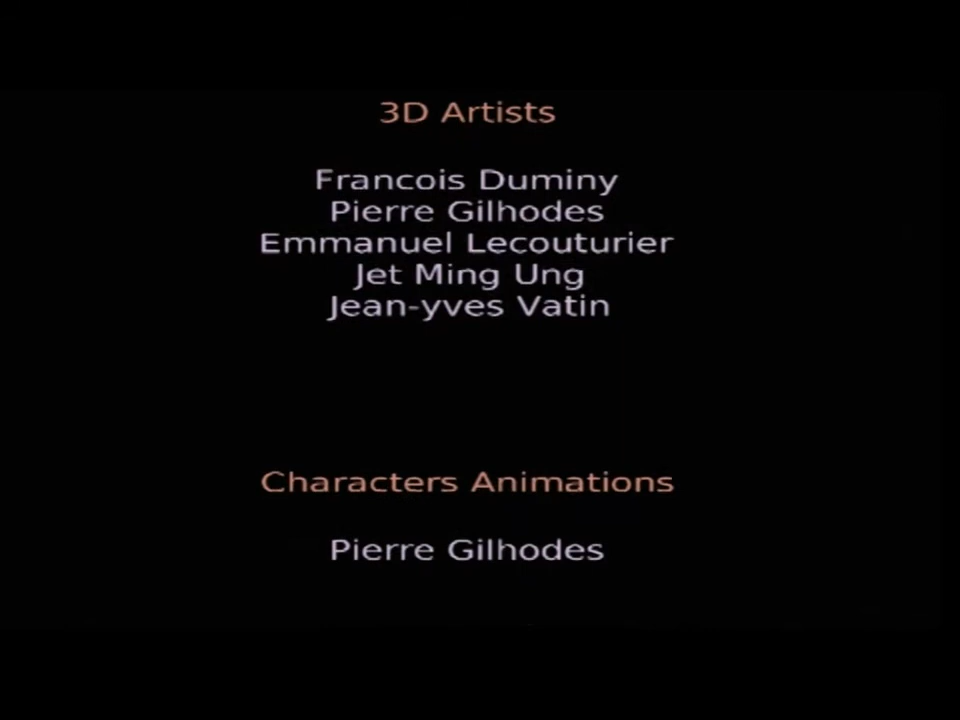 3D Artists
Francois Duminy
Pierre Gilhodes
Emmanuel Lecouturier
Jet Ming Ung
Jean-yves Vatin
Characters Animations
Pierre Gilhodes